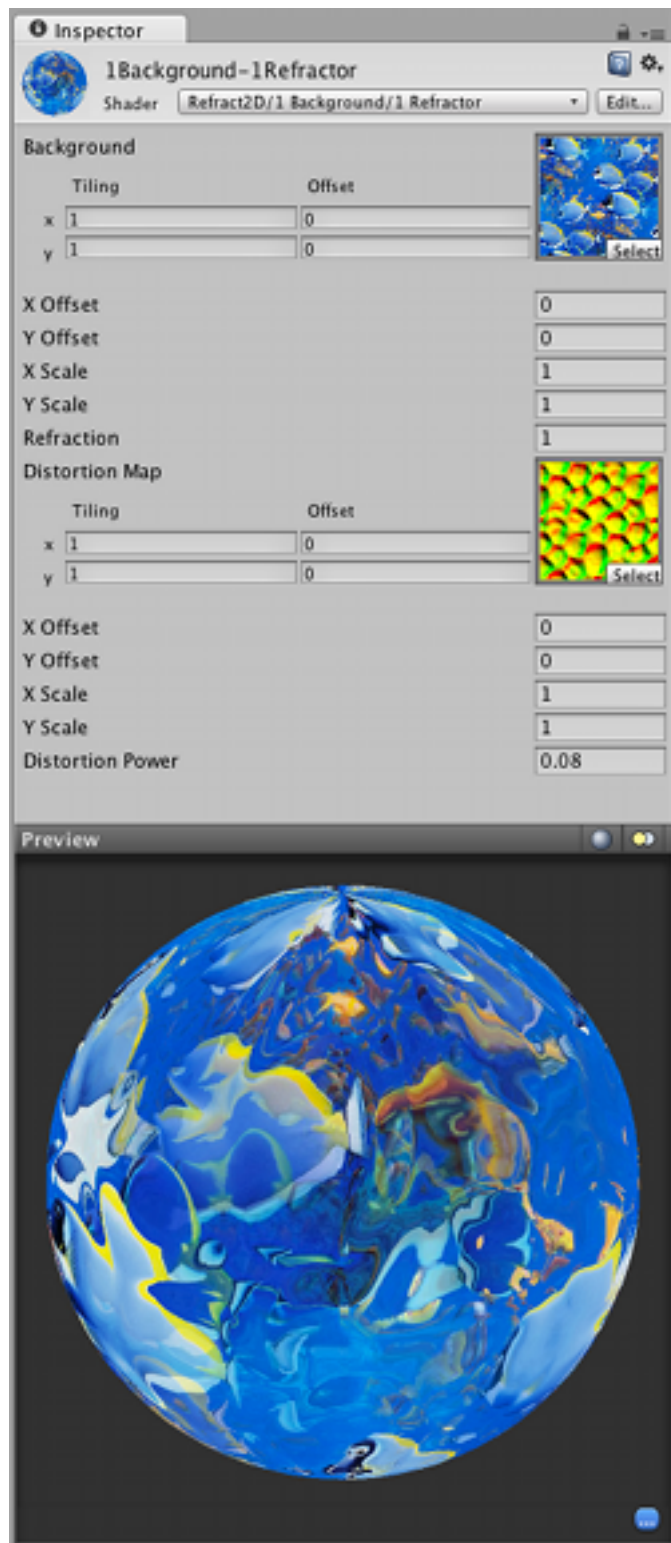 Inspector
1Background-1Refractor
Shader Refract2D/1 Background/1 Refractor Edit...
Background
Tiling Offset
x 1 0
y 1 0
Select
X Offset 0
Y Offset 0
X Scale 1
Y Scale 1
Refraction 1
Distortion Map
Tiling Offset
x 1 0
y 1 0
Select
X Offset 0
Y Offset 0
X Scale 1
Y Scale 1
Distortion Power 0.08
Preview